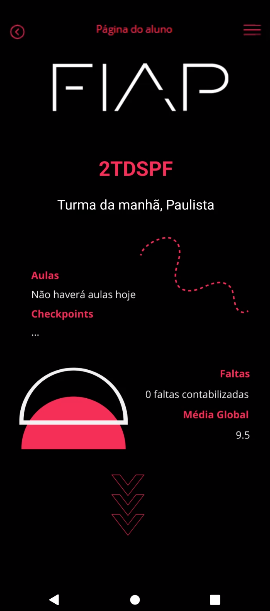 Página do aluno
FIAP
2TDSPF
Turma da manhã, Paulista
Aulas
Não haverá aulas hoje
Checkpoints
...
Faltas
0 faltas contabilizadas
Média Global
9.5